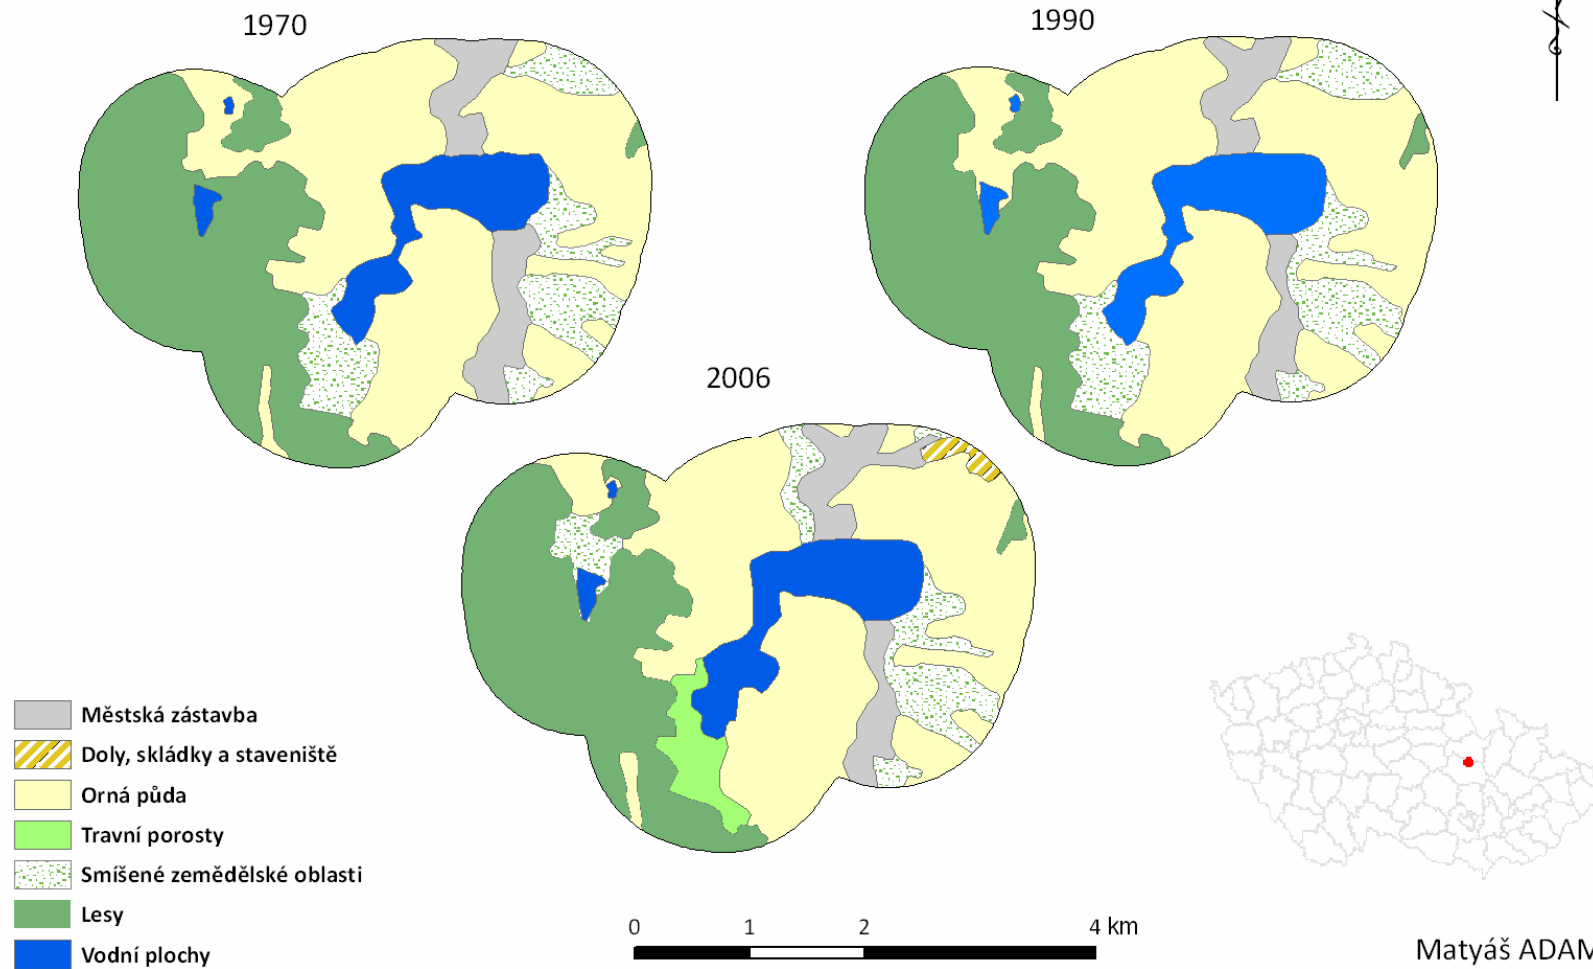 1970
1990
2006
Městská zástavba
Doly, skládky a staveniště
Orná půda
Travní porosty
Smíšené zemědělské oblasti
Lesy
Vodní plochy
0 1 2 4 km
Matyáš ADAM